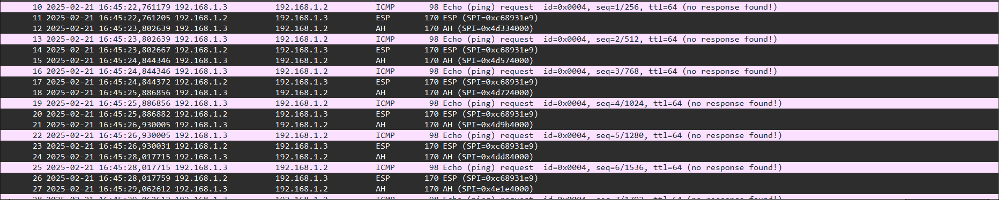 10 2025-02-21 16:45:22,761179 192.168.1.3 192.168.1.2 ICMP 98 Echo (ping) request id=0x0004, seq=1/256, ttl=64 (no response found!)
11 2025-02-21 16:45:22,761205 192.168.1.2 192.168.1.3 ESP 170 ESP (SPI=0xc68931e9)
12 2025-02-21 16:45:23,802639 192.168.1.3 192.168.1.2 AH 170 AH (SPI=0x4d334000)
13 2025-02-21 16:45:23,802639 192.168.1.3 192.168.1.2 ICMP 98 Echo (ping) request id=0x0004, seq=2/512, ttl=64 (no response found!)
14 2025-02-21 16:45:23,802667 192.168.1.2 192.168.1.3 ESP 170 ESP (SPI=0xc68931e9)
15 2025-02-21 16:45:24,844346 192.168.1.3 192.168.1.2 AH 170 AH (SPI=0x4d574000)
16 2025-02-21 16:45:24,844346 192.168.1.3 192.168.1.2 ICMP 98 Echo (ping) request id=0x0004, seq=3/768, ttl=64 (no response found!)
17 2025-02-21 16:45:24,844372 192.168.1.2 192.168.1.3 ESP 170 ESP (SPI=0xc68931e9)
18 2025-02-21 16:45:25,886856 192.168.1.3 192.168.1.2 AH 170 AH (SPI=0x4d724000)
19 2025-02-21 16:45:25,886856 192.168.1.3 192.168.1.2 ICMP 98 Echo (ping) request id=0x0004, seq=4/1024, ttl=64 (no response found!)
20 2025-02-21 16:45:25,886882 192.168.1.2 192.168.1.3 ESP 170 ESP (SPI=0xc68931e9)
21 2025-02-21 16:45:26,930005 192.168.1.3 192.168.1.2 AH 170 AH (SPI=0x4d9b4000)
22 2025-02-21 16:45:26,930005 192.168.1.3 192.168.1.2 ICMP 98 Echo (ping) request id=0x0004, seq=5/1280, ttl=64 (no response found!)
23 2025-02-21 16:45:26,930031 192.168.1.2 192.168.1.3 ESP 170 ESP (SPI=0xc68931e9)
24 2025-02-21 16:45:28,017715 192.168.1.3 192.168.1.2 AH 170 AH (SPI=0x4dd84000)
25 2025-02-21 16:45:28,017715 192.168.1.3 192.168.1.2 ICMP 98 Echo (ping) request id=0x0004, seq=6/1536, ttl=64 (no response found!)
26 2025-02-21 16:45:28,017759 192.168.1.2 192.168.1.3 ESP 170 ESP (SPI=0xc68931e9)
27 2025-02-21 16:45:29,062612 192.168.1.3 192.168.1.2 AH 170 AH (SPI=0x4e1e4000)